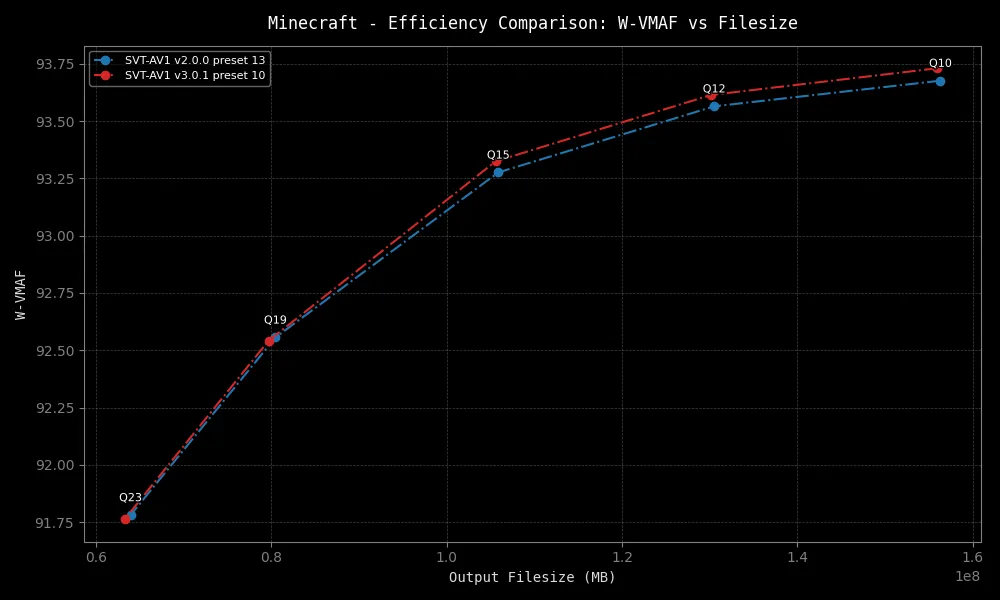 Minecraft - Efficiency Comparison: W-VMAF vs Filesize
SVT-AV1 v2.0.0 preset 13
SVT-AV1 v3.0.1 preset 10
93.75
93.50
93.25
93.00
92.75
92.50
92.25
92.00
91.75
W-VMAF
Q10
Q12
Q15
Q19
Q23
0.6 0.8 1.0 1.2 1.4 1.6
1e8
Output Filesize (MB)